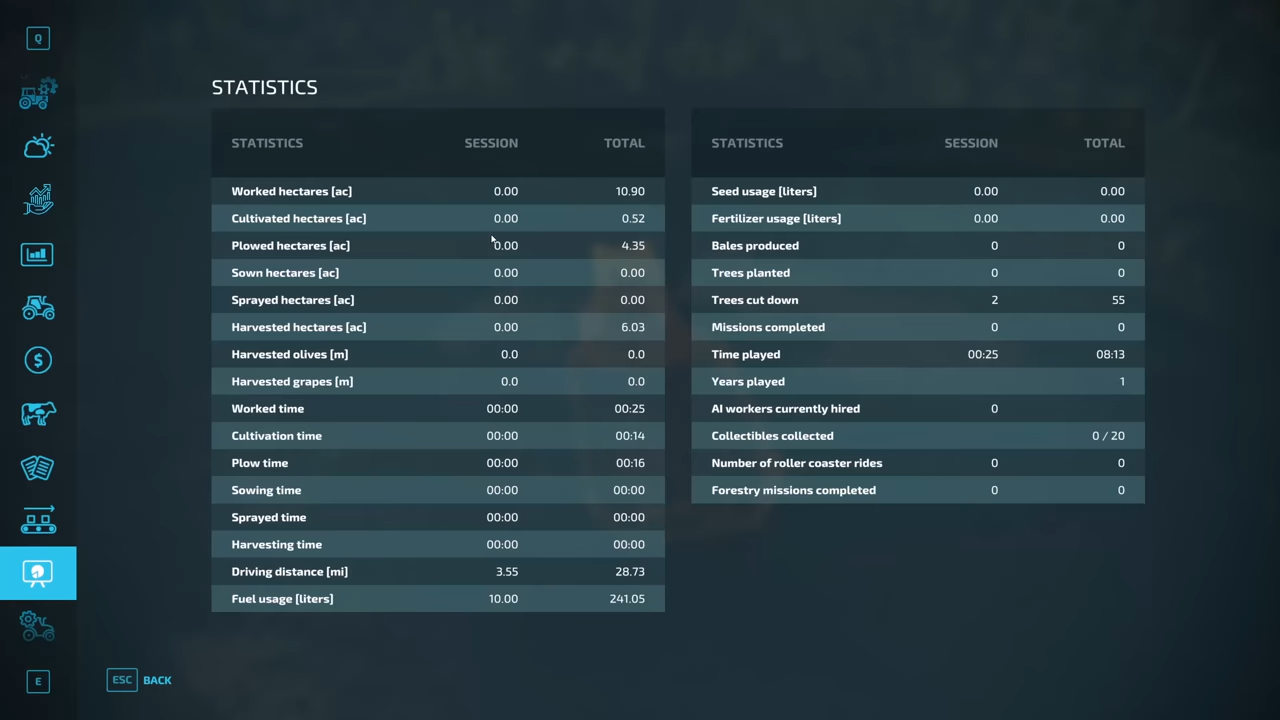 Q
STATISTICS
STATISTICS SESSION TOTAL
Worked hectares [ac] 0.00 10.90
Cultivated hectares [ac] 0.00 0.52
Plowed hectares [ac] 0.00 4.35
Sown hectares [ac] 0.00 0.00
Sprayed hectares [ac] 0.00 0.00
Harvested hectares [ac] 0.00 6.03
Harvested olives [m] 0.0 0.0
Harvested grapes [m] 0.0 0.0
Worked time 00:00 00:25
Cultivation time 00:00 00:14
Plow time 00:00 00:16
Sowing time 00:00 00:00
Sprayed time 00:00 00:00
Harvesting time 00:00 00:00
Driving distance [mi] 3.55 28.73
Fuel usage [liters] 10.00 241.05
STATISTICS SESSION TOTAL
Seed usage [liters] 0.00 0.00
Fertilizer usage [liters] 0.00 0.00
Bales produced 0 0
Trees planted 0 0
Trees cut down 2 55
Missions completed 0 0
Time played 00:25 08:13
Years played 1
AI workers currently hired 0
Collectibles collected 0 / 20
Number of roller coaster rides 0 0
Forestry missions completed 0 0
E
ESC BACK